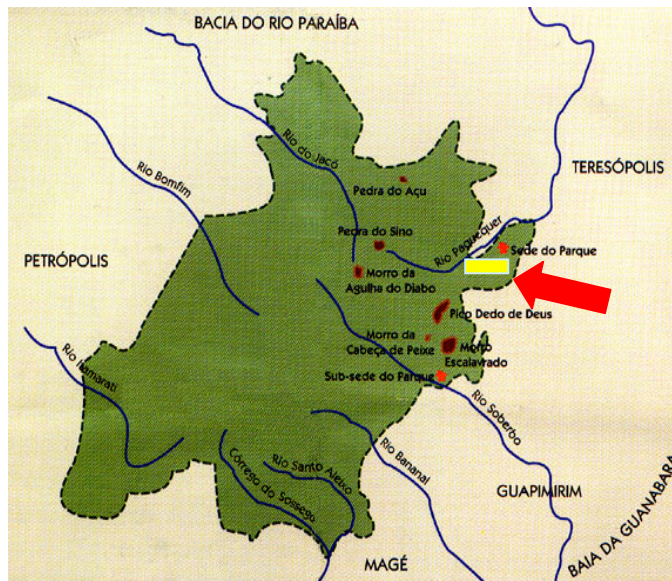 BACIA DO RIO PARAÍBA
Rio do Jacó
Rio Bomfim
TERESÓPOLIS
Pedra do Açu
Pedra do Sino
Rio Paquequer
Sede do Parque
PETRÓPOLIS
Morro da
Agulha do Diabo
Pico Dedo de Deus
Morro da
Cabeça de Peixe
Morro
Escalavrado
Rio Itamarati
Sub-sede do Parque
Rio Soberbo
Rio Bananal
Rio Santo Aleixo
Córrego do Sossego
GUAPIMIRIM
BAIA DA GUANABARA
MAGÉ